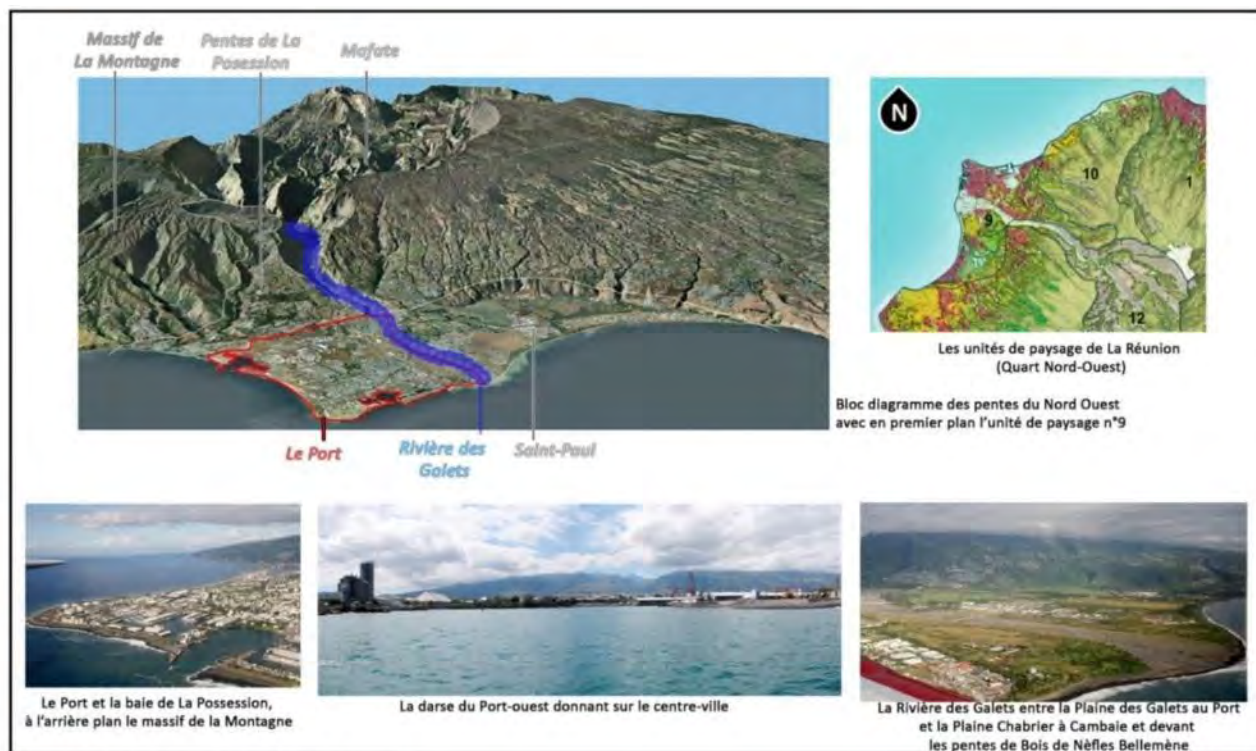 Massif de
La Montagne
Pentes de La
Posession
Mafate
N
10
1
9
12
Les unités de paysage de La Réunion
(Quart Nord-Ouest)
Bloc diagramme des pentes du Nord Ouest
avec en premier plan l'unité de paysage n°9
Le Port
Rivière des
Galets
Saint-Paul
Le Port et la baie de La Possession,
à l'arrière plan le massif de la Montagne
La darse du Port-ouest donnant sur le centre-ville
La Rivière des Galets entre la Plaine des Galets au Port
et la Plaine Chabrier à Cambaie et devant
les pentes de Bois de Nèfles Bellemène